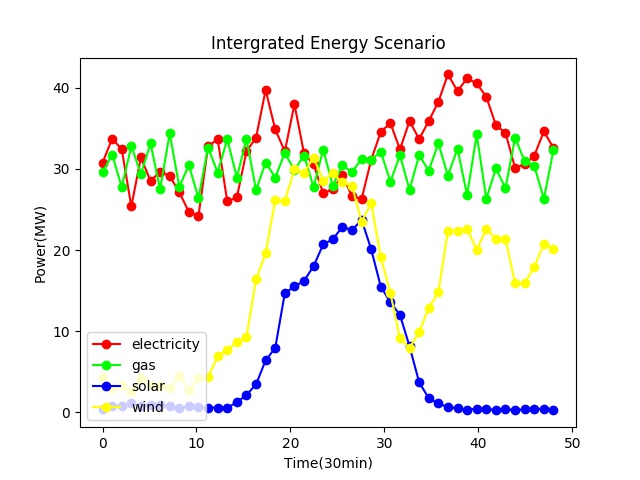 Intergrated Energy Scenario
Power(MW)
40
30
20
10
0
electricity
gas
solar
wind
0 10 20 30 40 50
Time(30min)